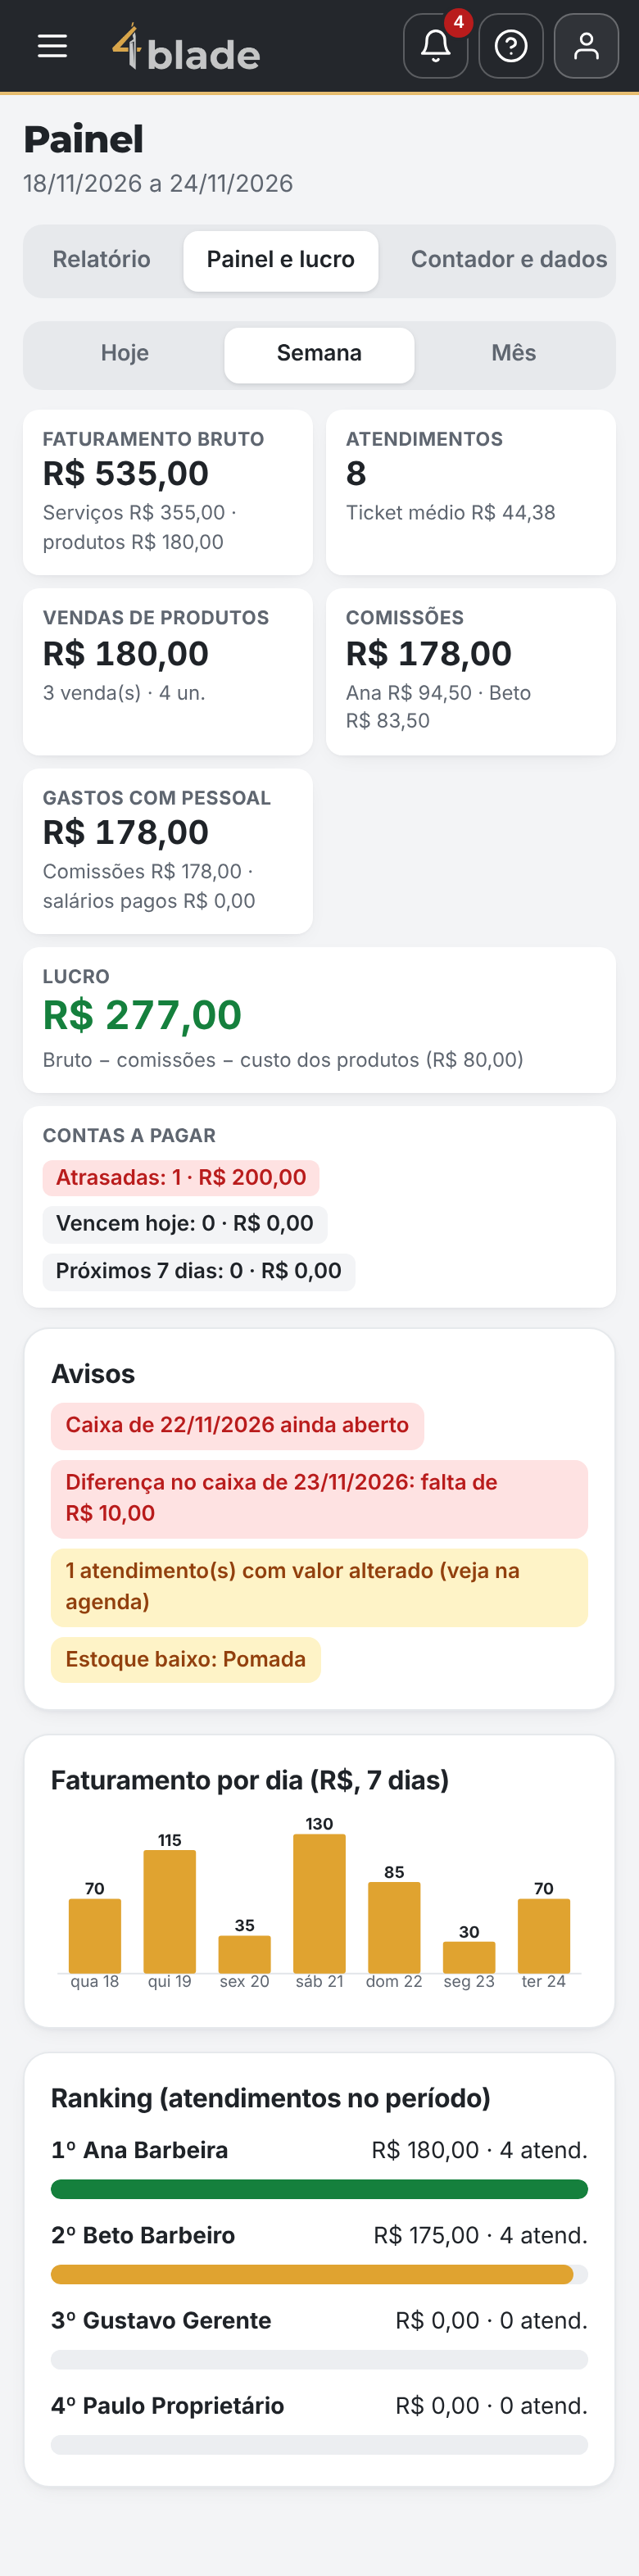 4blade
4
Painel
18/11/2026 a 24/11/2026
Relatório
Painel e lucro
Contador e dados
Hoje
Semana
Mês
FATURAMENTO BRUTO
R$ 535,00
Serviços R$ 355,00 ·
produtos R$ 180,00
ATENDIMENTOS
8
Ticket médio R$ 44,38
VENDAS DE PRODUTOS
R$ 180,00
3 venda(s) · 4 un.
COMISSÕES
R$ 178,00
Ana R$ 94,50 · Beto
R$ 83,50
GASTOS COM PESSOAL
R$ 178,00
Comissões R$ 178,00 ·
salários pagos R$ 0,00
LUCRO
R$ 277,00
Bruto − comissões − custo dos produtos (R$ 80,00)
CONTAS A PAGAR
Atrasadas: 1 · R$ 200,00
Vencem hoje: 0 · R$ 0,00
Próximos 7 dias: 0 · R$ 0,00
Avisos
Caixa de 22/11/2026 ainda aberto
Diferença no caixa de 23/11/2026: falta de
R$ 10,00
1 atendimento(s) com valor alterado (veja na
agenda)
Estoque baixo: Pomada
Faturamento por dia (R$, 7 dias)
70
115
35
130
85
30
70
qua 18
qui 19
sex 20
sáb 21
dom 22
seg 23
ter 24
Ranking (atendimentos no período)
1º Ana Barbeira
R$ 180,00 · 4 atend.
2º Beto Barbeiro
R$ 175,00 · 4 atend.
3º Gustavo Gerente
R$ 0,00 · 0 atend.
4º Paulo Proprietário
R$ 0,00 · 0 atend.